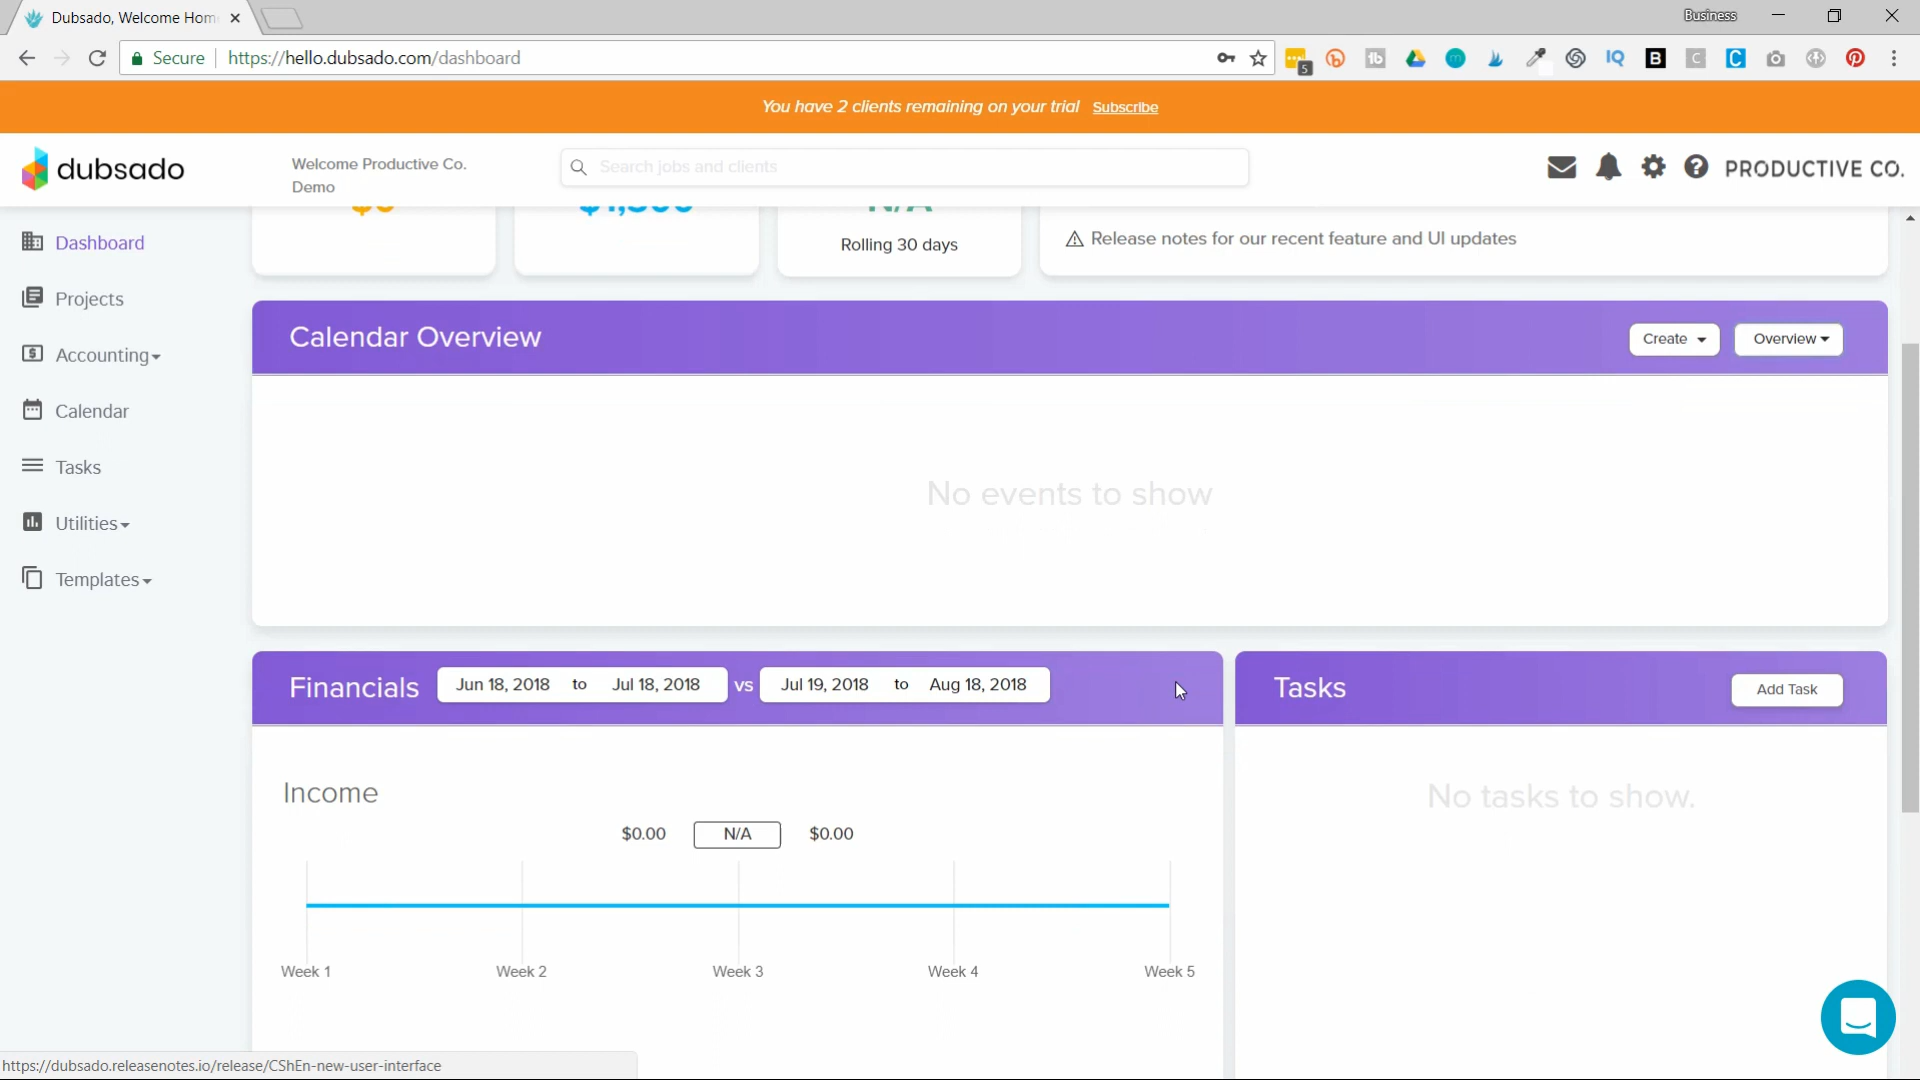 Dubsado, Welcome Hom
Business
Secure
https://hello.dubsado.com/dashboard
5
You have 2 clients remaining on your trial Subscribe
dubsado
Welcome Productive Co.
Demo
Search jobs and clients
PRODUCTIVE CO.
Dashboard
Projects
Accounting
Calendar
Tasks
Utilities
Templates
Rolling 30 days
Release notes for our recent feature and UI updates
Calendar Overview
Create
Overview
No events to show
Financials
Jun 18, 2018 to Jul 18, 2018
vs
Jul 19, 2018 to Aug 18, 2018
Income
$0.00 N/A $0.00
Week 1 Week 2 Week 3 Week 4 Week 5
Tasks
Add Task
No tasks to show.
https://dubsado.releasenotes.io/release/CShEn-new-user-interface